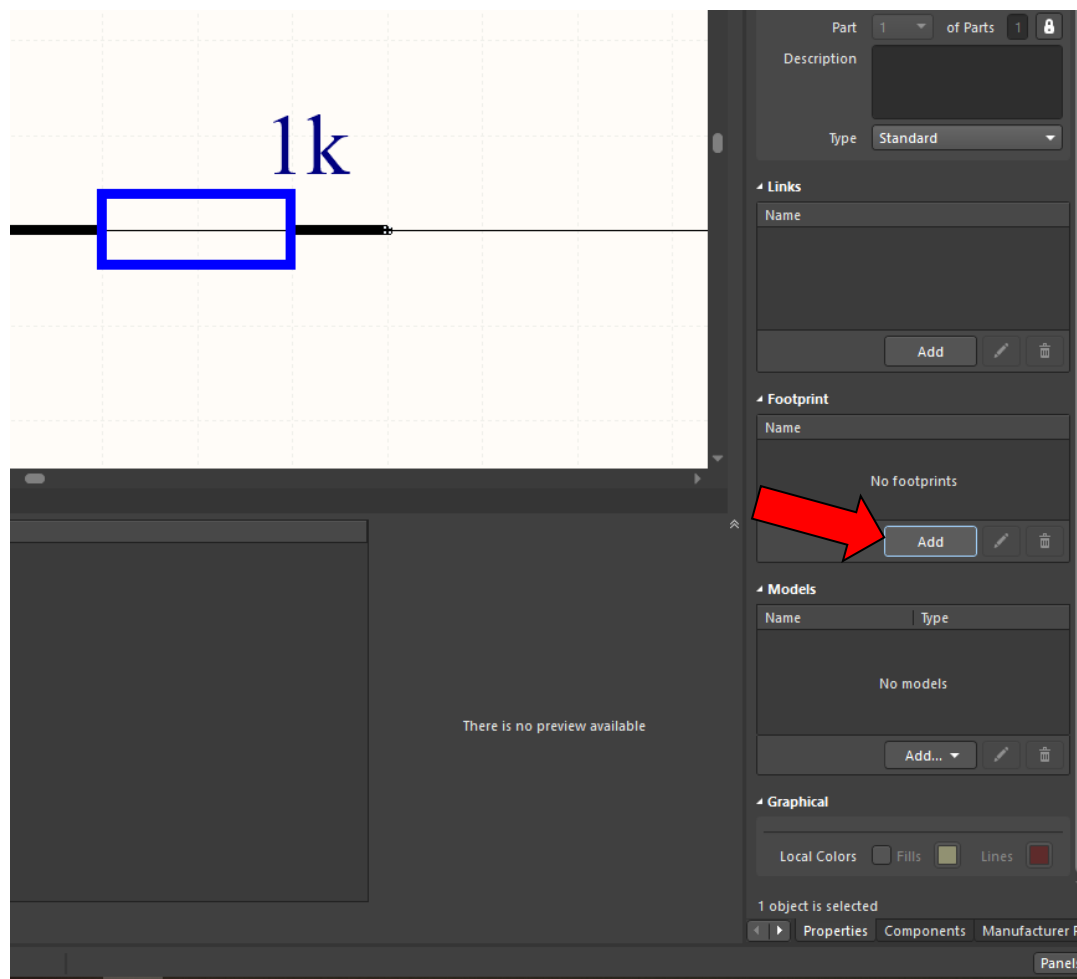 1k
Part 1 of Parts 1
Description
Type Standard
Links
Name
Add
Footprint
Name
No footprints
Add
Models
Name Type
No models
There is no preview available
Add...
Graphical
Local Colors Fills Lines
1 object is selected
Properties Components Manufacturer